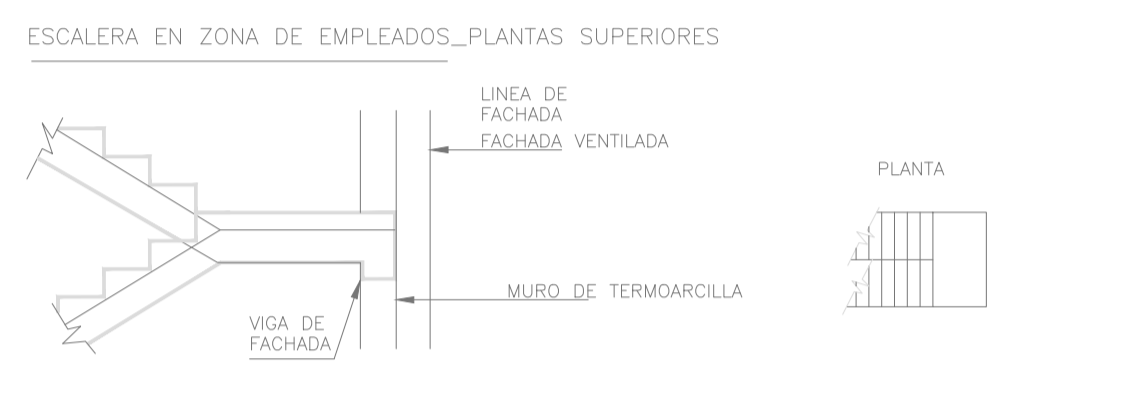 ESCALERA EN ZONA DE EMPLEADOS_PLANTAS SUPERIORES
LINEA DE
FACHADA
FACHADA VENTILADA
PLANTA
MURO DE TERMOARCILLA
VIGA DE
FACHADA